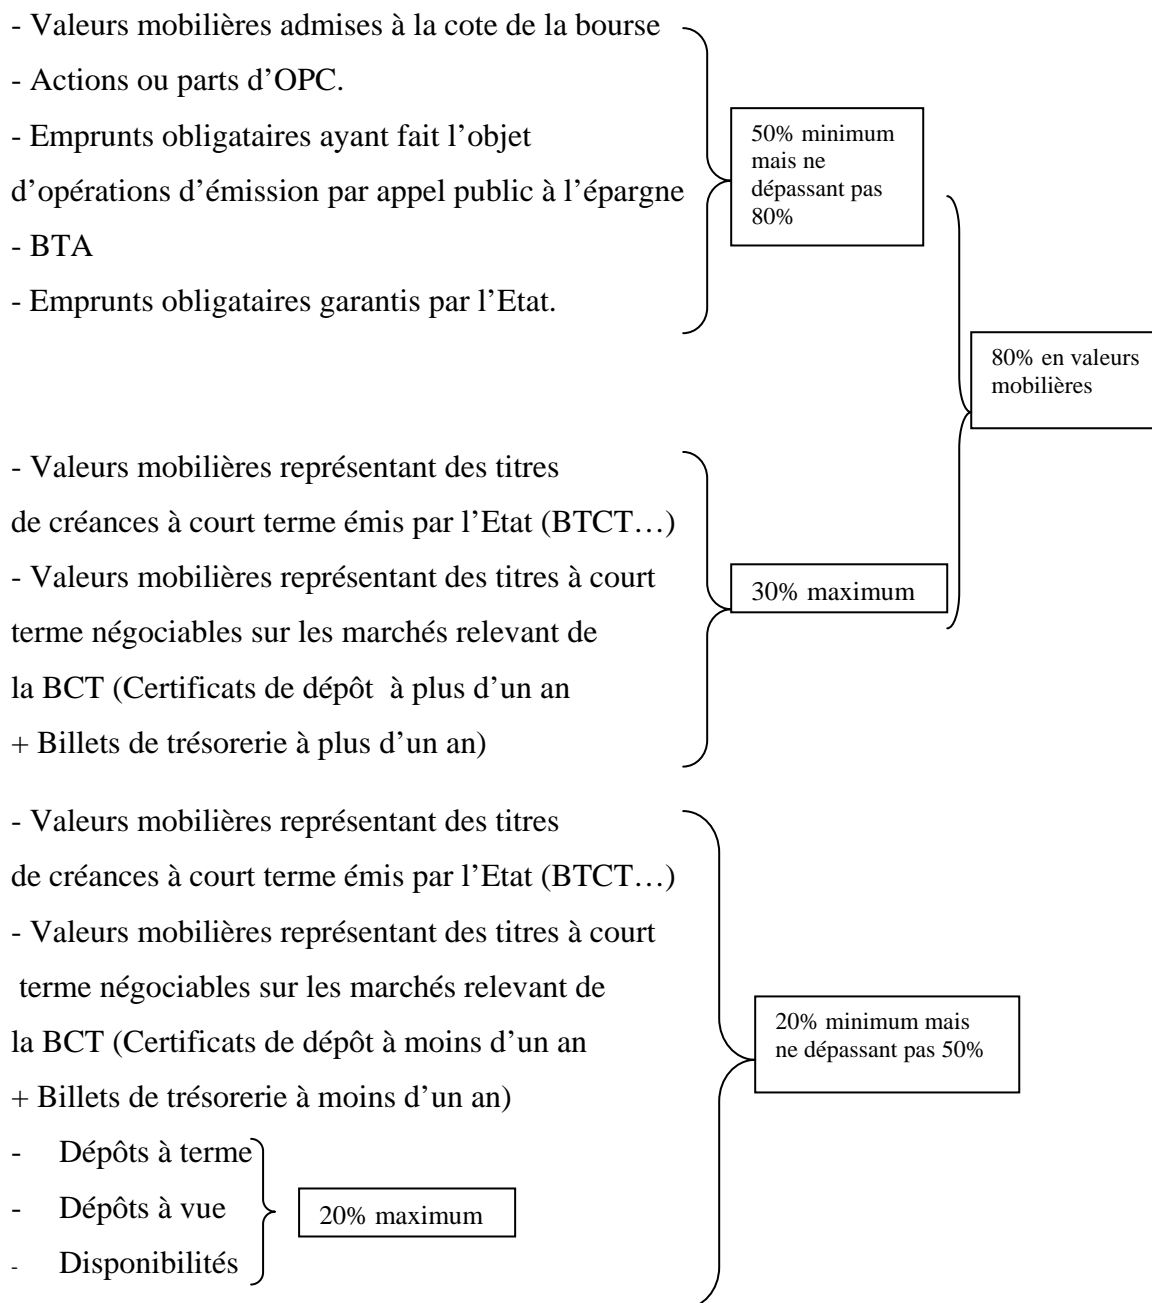 - Valeurs mobilières admises à la cote de la bourse
- Actions ou parts d’OPC.
- Emprunts obligataires ayant fait l’objet
d’opérations d’émission par appel public à l’épargne
- BTA
- Emprunts obligataires garantis par l’Etat.
50% minimum
mais ne
dépassant pas
80%
80% en valeurs
mobilières
- Valeurs mobilières représentant des titres
de créances à court terme émis par l’Etat (BTCT…)
- Valeurs mobilières représentant des titres à court
terme négociables sur les marchés relevant de
la BCT (Certificats de dépôt à plus d’un an
+ Billets de trésorerie à plus d’un an)
30% maximum
- Valeurs mobilières représentant des titres
de créances à court terme émis par l’Etat (BTCT…)
- Valeurs mobilières représentant des titres à court
terme négociables sur les marchés relevant de
la BCT (Certificats de dépôt à moins d’un an
+ Billets de trésorerie à moins d’un an)
- Dépôts à terme
- Dépôts à vue
- Disponibilités
20% maximum
20% minimum mais
ne dépassant pas 50%